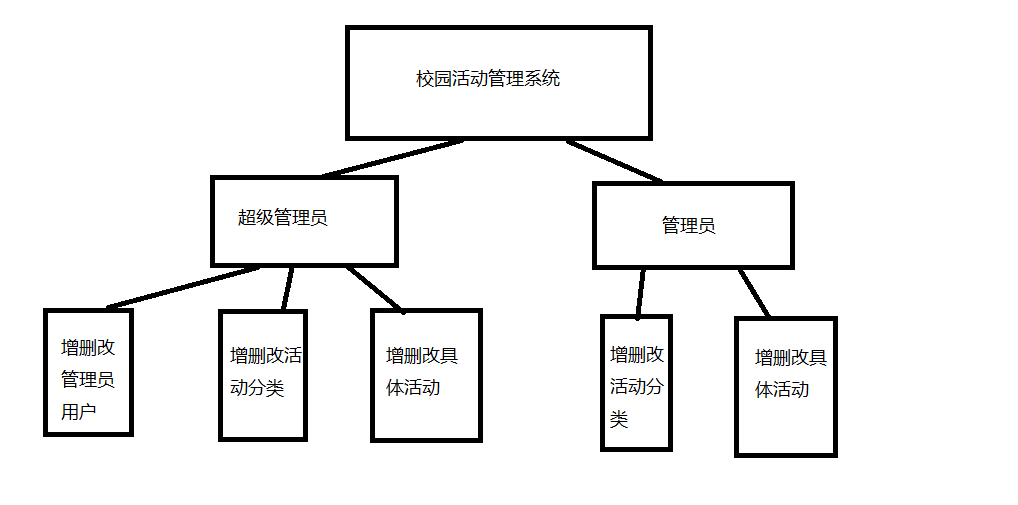 校园活动管理系统
超级管理员
管理员
增删改
管理员
用户
增删改活
动分类
增删改具
体活动
增删改
活动分
类
增删改具
体活动